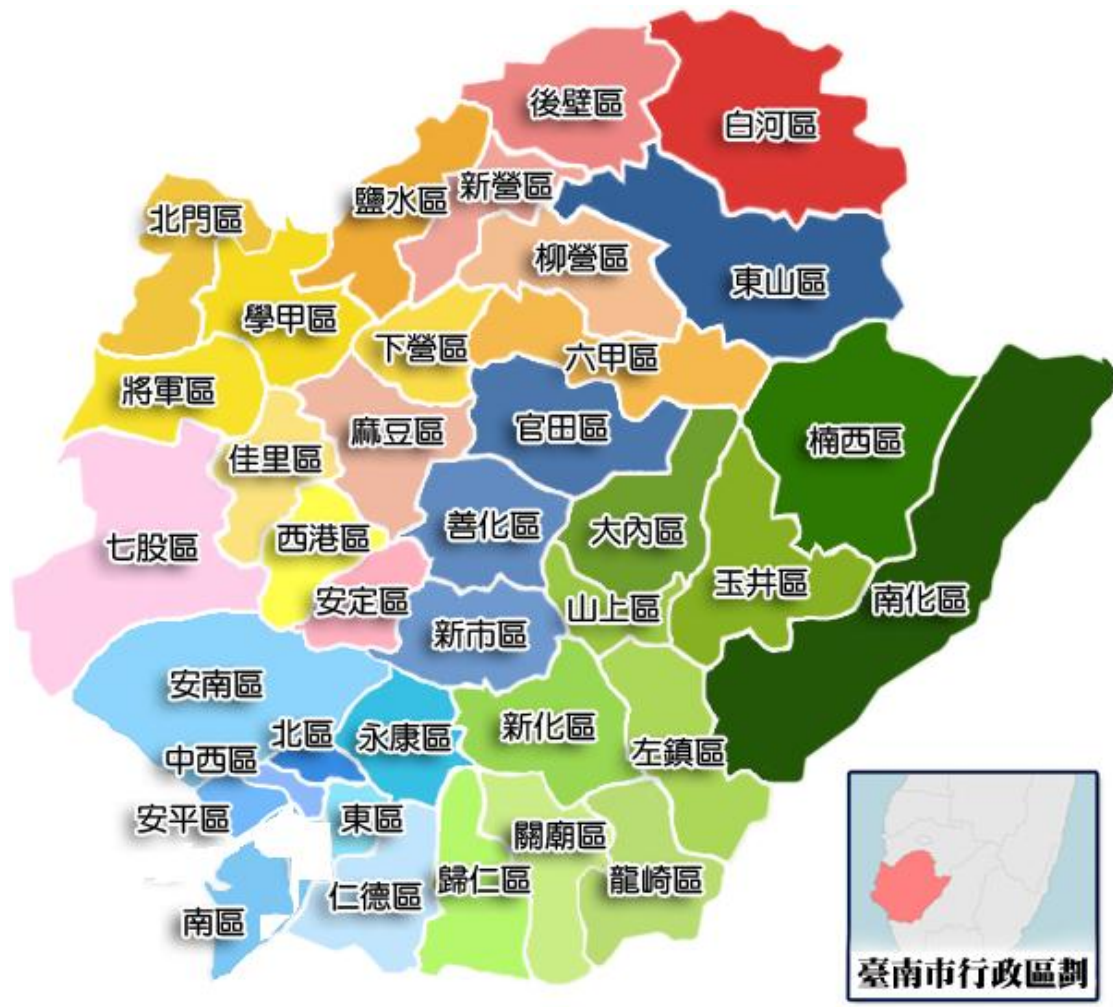 後壁區
白河區
新營區
鹽水區
北門區
柳營區
東山區
學甲區
下營區
六甲區
將軍區
官田區
麻豆區
楠西區
佳里區
善化區
大內區
西港區
七股區
玉井區
南化區
安定區
山上區
新市區
安南區
北區
永康區
新化區
左鎮區
中西區
安平區
東區
關廟區
歸仁區
龍崎區
仁德區
南區
臺南市行政區劃